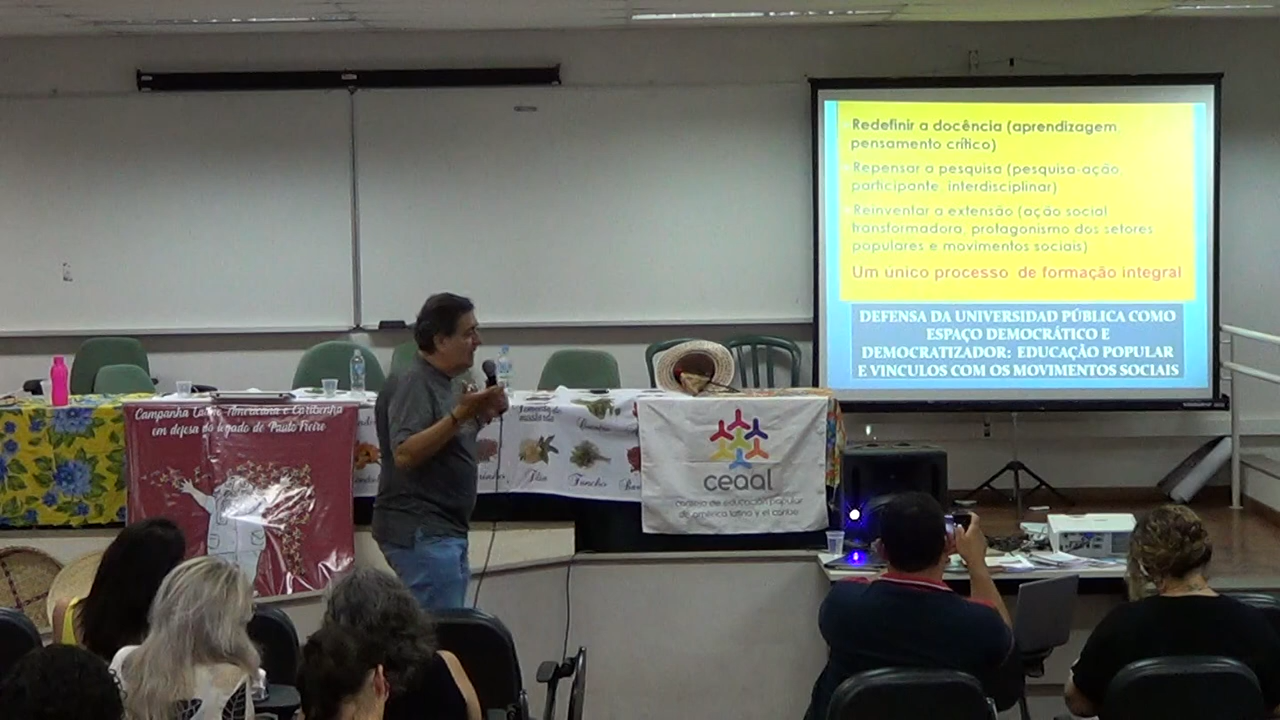 Redefinir a docência (aprendizagem,
pensamento crítico)
Repensar a pesquisa (pesquisa-ação,
participante, interdisciplinar)
Reinventar a extensão (ação social
transformadora, protagonismo dos setores
populares e movimentos sociais)
Um único processo de formação integral
DEFENSA DA UNIVERSIDAD PÚBLICA COMO
ESPAÇO DEMOCRÁTICO E
DEMOCRATIZADOR: EDUCAÇÃO POPULAR
E VINCULOS COM OS MOVIMENTOS SOCIAIS
Campanha Latino-Americana e Caribenha
em defesa do legado de Paulo Freire
Funcho
ceaal
consejo de educación popular
de américa latina y el caribe